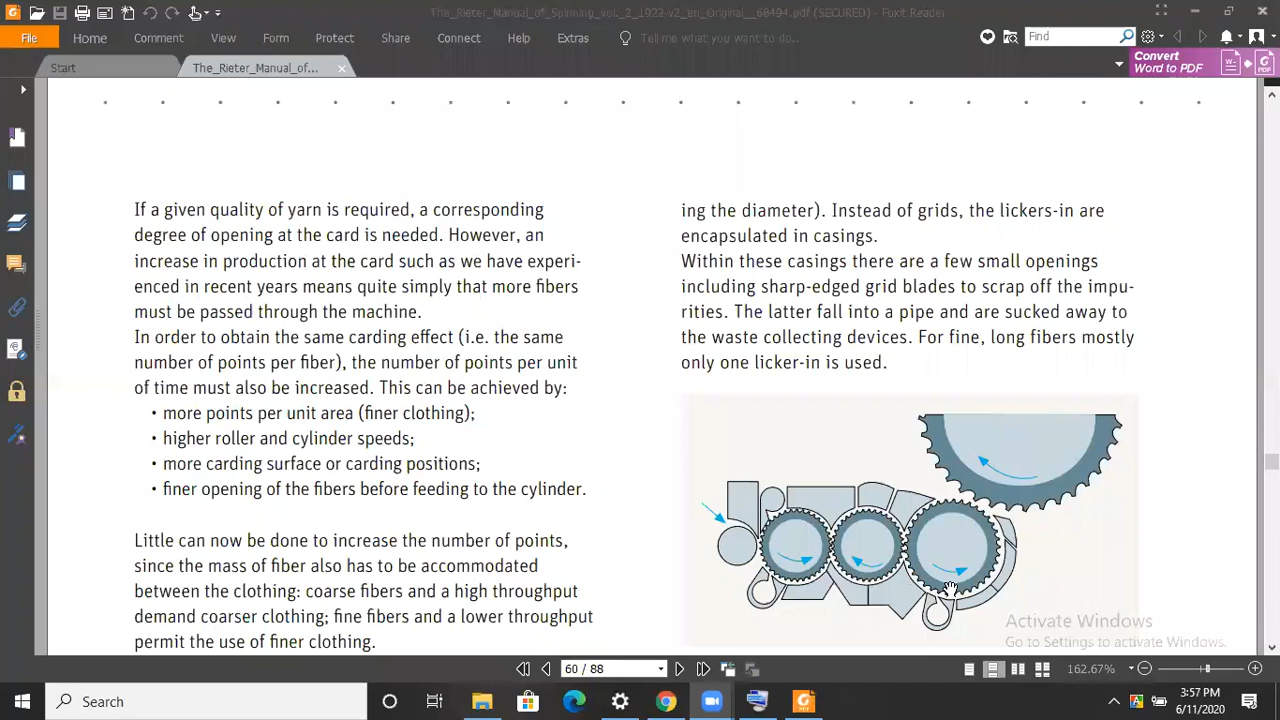 The_Rieter_Manual_of_Spinning_vol._2_1922-v2_en_Original__68494.pdf (SECURED) - Foxit Reader
File Home Comment View Form Protect Share Connect Help Extras Tell me what you want to do.. Find
Convert
Word to PDF
Start The_Rieter_Manual_of...
If a given quality of yarn is required, a corresponding
degree of opening at the card is needed. However, an
increase in production at the card such as we have experi-
enced in recent years means quite simply that more fibers
must be passed through the machine.
In order to obtain the same carding effect (i.e. the same
number of points per fiber), the number of points per unit
of time must also be increased. This can be achieved by:
• more points per unit area (finer clothing);
• higher roller and cylinder speeds;
• more carding surface or carding positions;
• finer opening of the fibers before feeding to the cylinder.
Little can now be done to increase the number of points,
since the mass of fiber also has to be accommodated
between the clothing: coarse fibers and a high throughput
demand coarser clothing; fine fibers and a lower throughput
permit the use of finer clothing.
ing the diameter). Instead of grids, the lickers-in are
encapsulated in casings.
Within these casings there are a few small openings
including sharp-edged grid blades to scrap off the impu-
rities. The latter fall into a pipe and are sucked away to
the waste collecting devices. For fine, long fibers mostly
only one licker-in is used.
Activate Windows
Go to Settings to activate Windows.
60 / 88
162.67%
Search
3:57 PM
6/11/2020